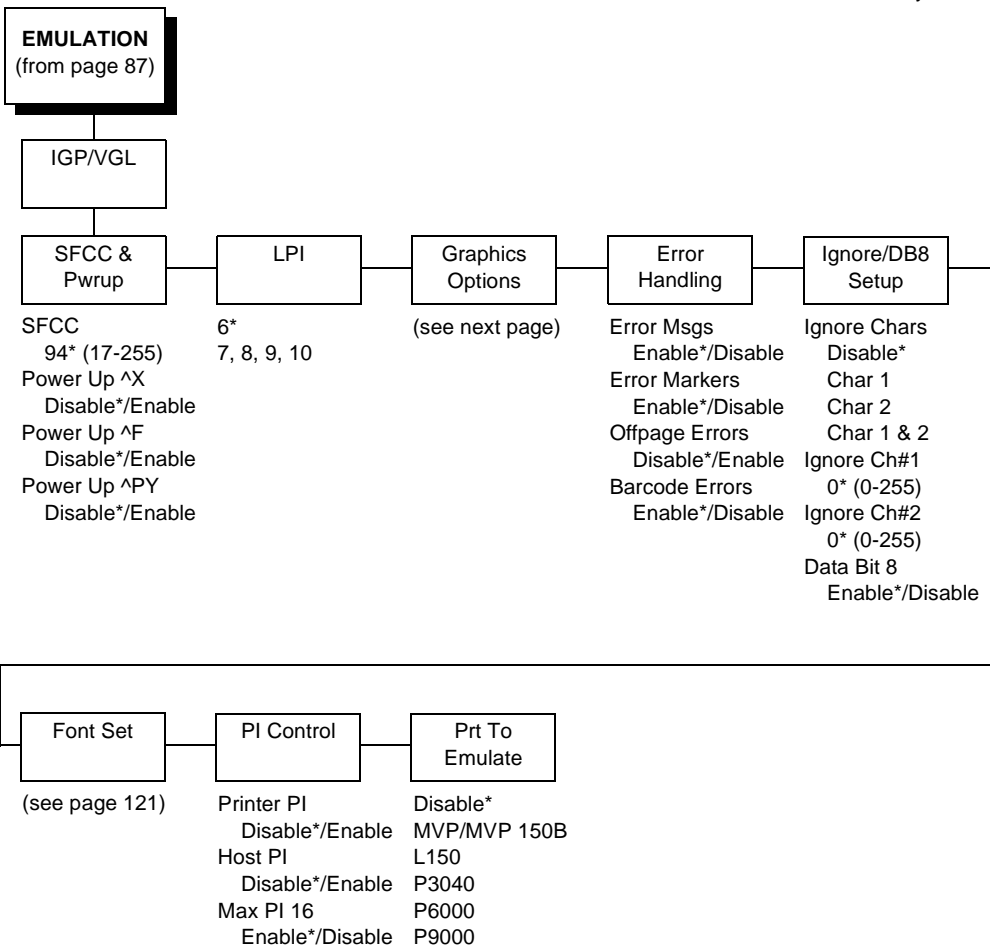 EMULATION
(from page 87)
IGP/VGL
SFCC &
Pwrup
LPI
Graphics
Options
Error
Handling
Ignore/DB8
Setup
SFCC
94* (17-255)
Power Up ^X
Disable*/Enable
Power Up ^F
Disable*/Enable
Power Up ^PY
Disable*/Enable
6*
7, 8, 9, 10
(see next page)
Error Msgs
Enable*/Disable
Error Markers
Enable*/Disable
Offpage Errors
Disable*/Enable
Barcode Errors
Enable*/Disable
Ignore Chars
Disable*
Char 1
Char 2
Char 1 & 2
Ignore Ch#1
0* (0-255)
Ignore Ch#2
0* (0-255)
Data Bit 8
Enable*/Disable
Font Set
PI Control
Prt To
Emulate
(see page 121)
Printer PI
Disable*/Enable
Host PI
Disable*/Enable
Max PI 16
Enable*/Disable
Disable*
MVP/MVP 150B
L150
P3040
P6000
P9000